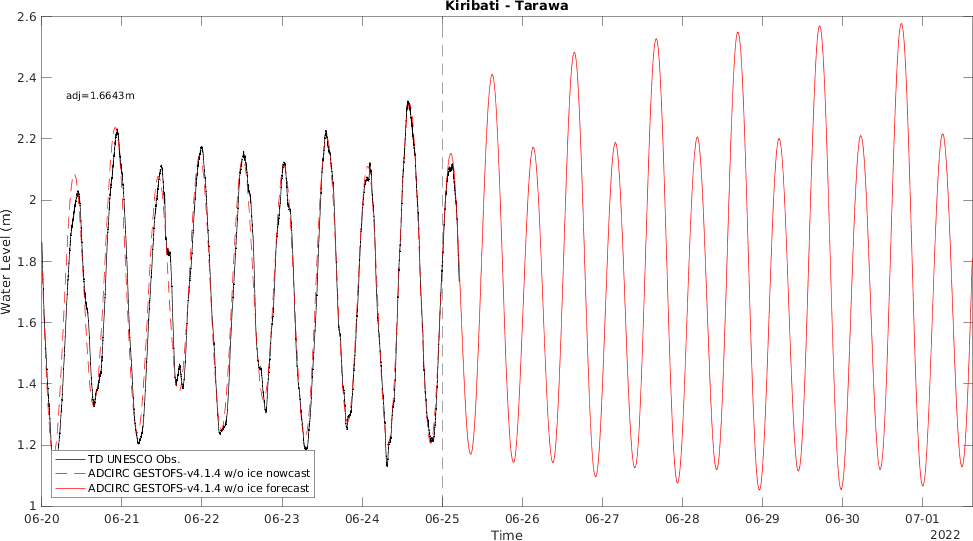 Kiribati - Tarawa
2.6
2.4
adj=1.6643m
2.2
2
Water Level (m)
1.8
1.6
1.4
1.2
TD UNESCO Obs.
ADCIRC GESTOFS-v4.1.4 w/o ice nowcast
ADCIRC GESTOFS-v4.1.4 w/o ice forecast
1
06-20 06-21 06-22 06-23 06-24 06-25 06-26 06-27 06-28 06-29 06-30 07-01
Time
2022